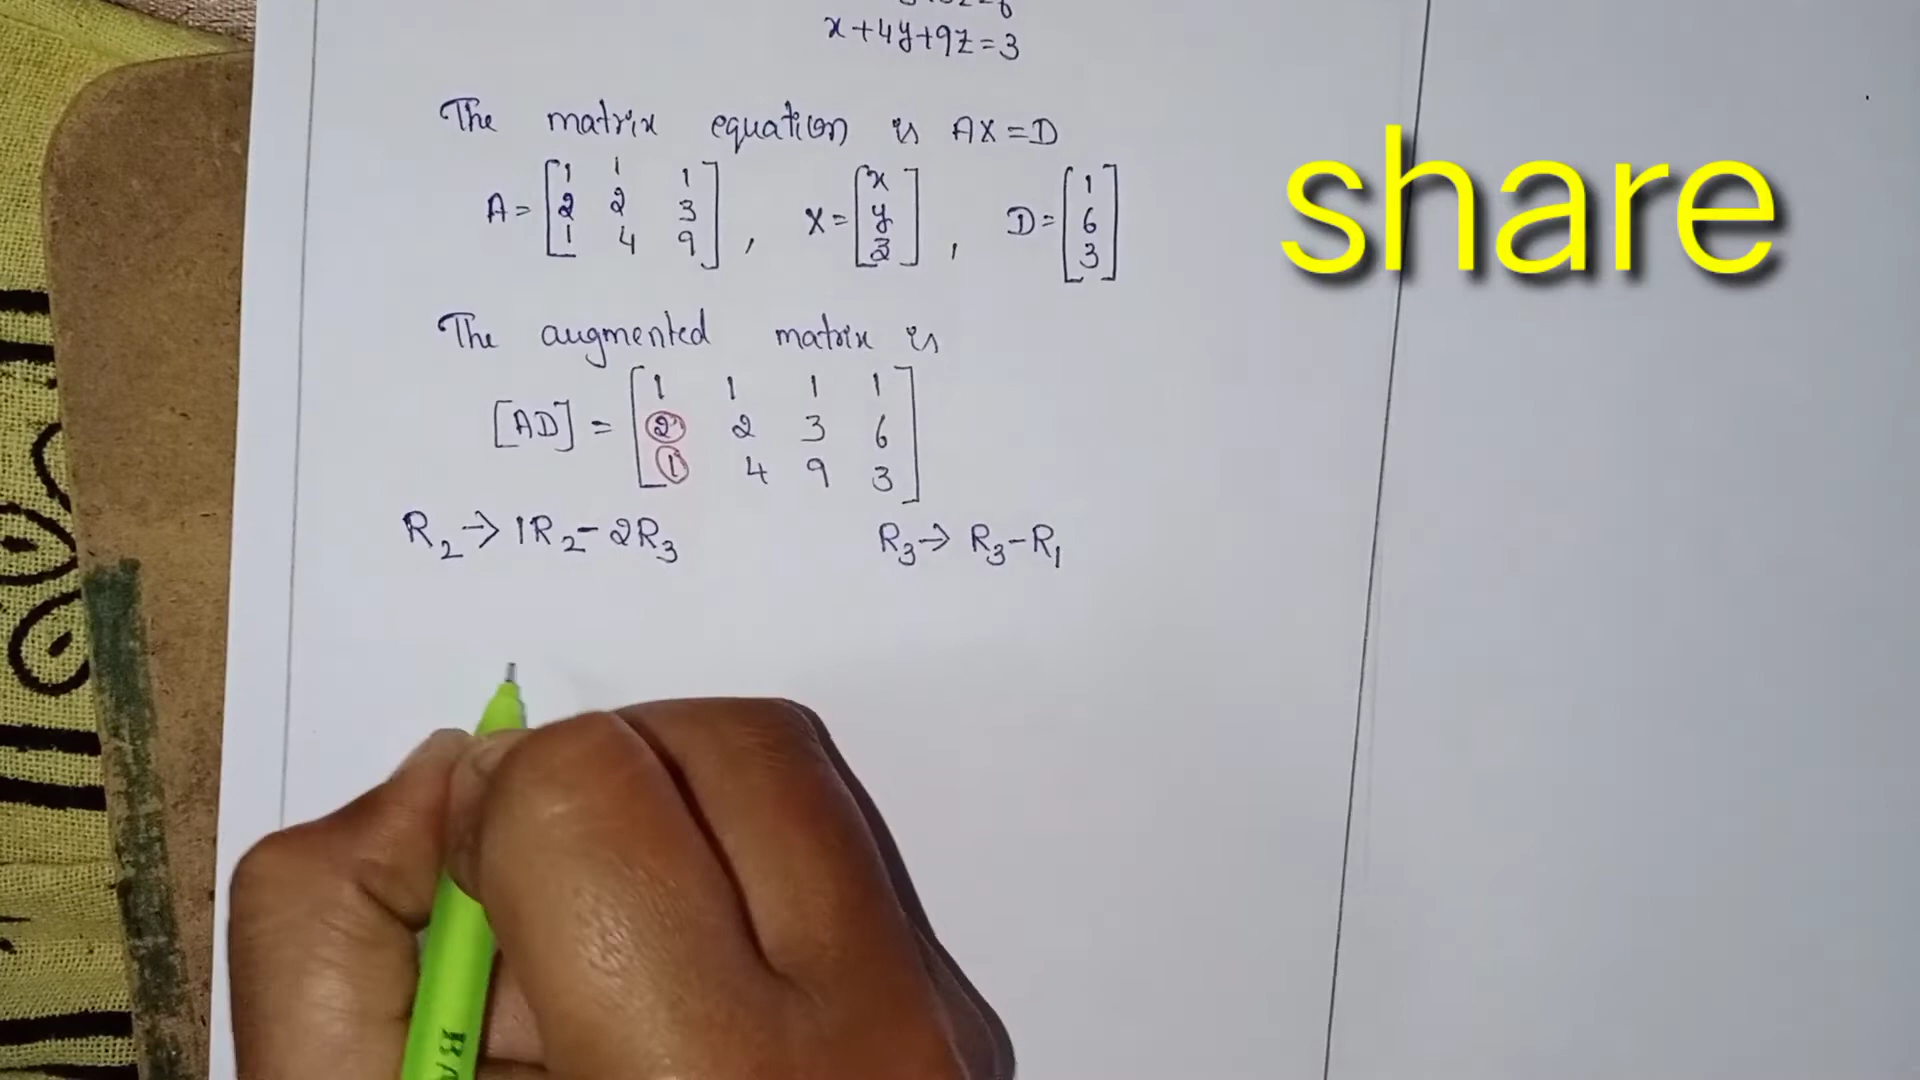 x+4y+9z=3
The matrix equation is AX=D
A=[1 1 1
2 2 3
1 4 9], X=[x
y
z], D=[1
6
3]
share
The augmented matrix is
[AD] = [1 1 1 1
2 2 3 6
1 4 9 3]
R₂→1R₂-2R₃ R₃→R₃-R₁